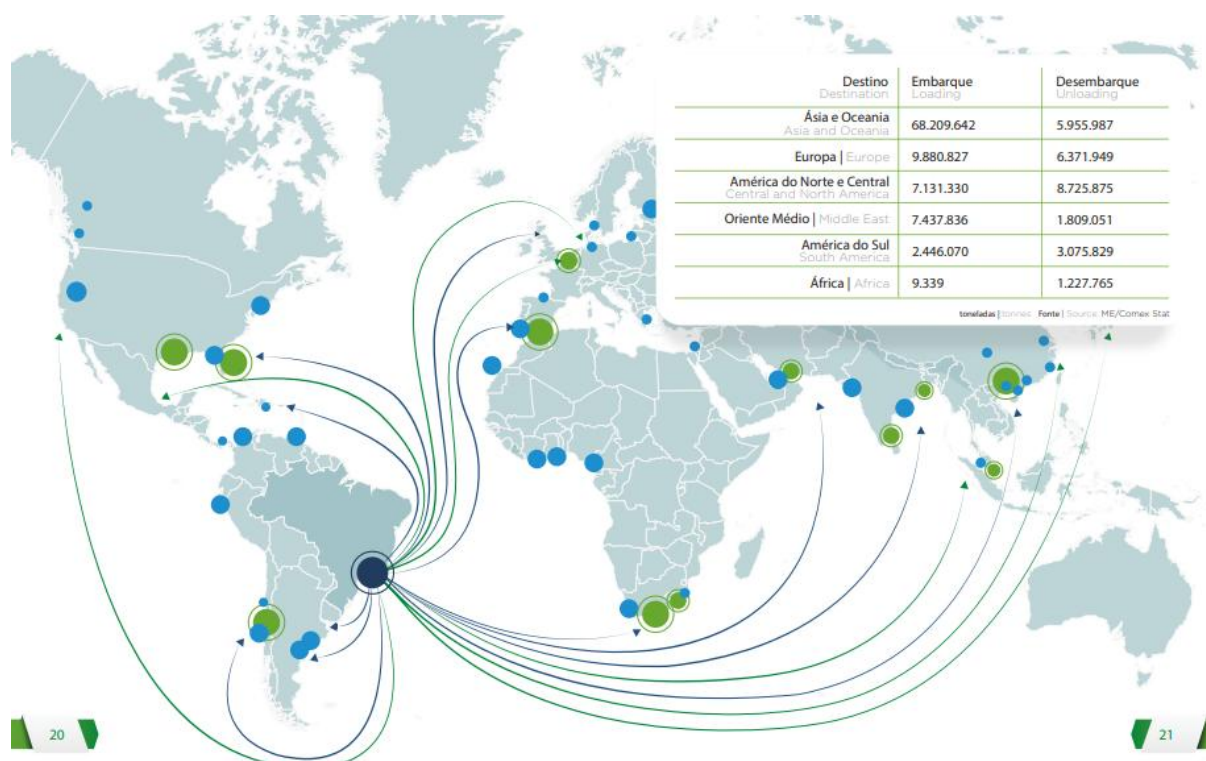 Destino Embarque Desembarque
Destination Loading Unloading
Ásia e Oceania 68.209.642 5.955.987
Asia and Oceania
Europa | Europe 9.880.827 6.371.949
América do Norte e Central 7.131.330 8.725.875
Central and North America
Oriente Médio | Middle East 7.437.836 1.809.051
América do Sul 2.446.070 3.075.829
South America
África | Africa 9.339 1.227.765
toneladas | tonnes Fonte | Source: ME/Comex Stat
20 21